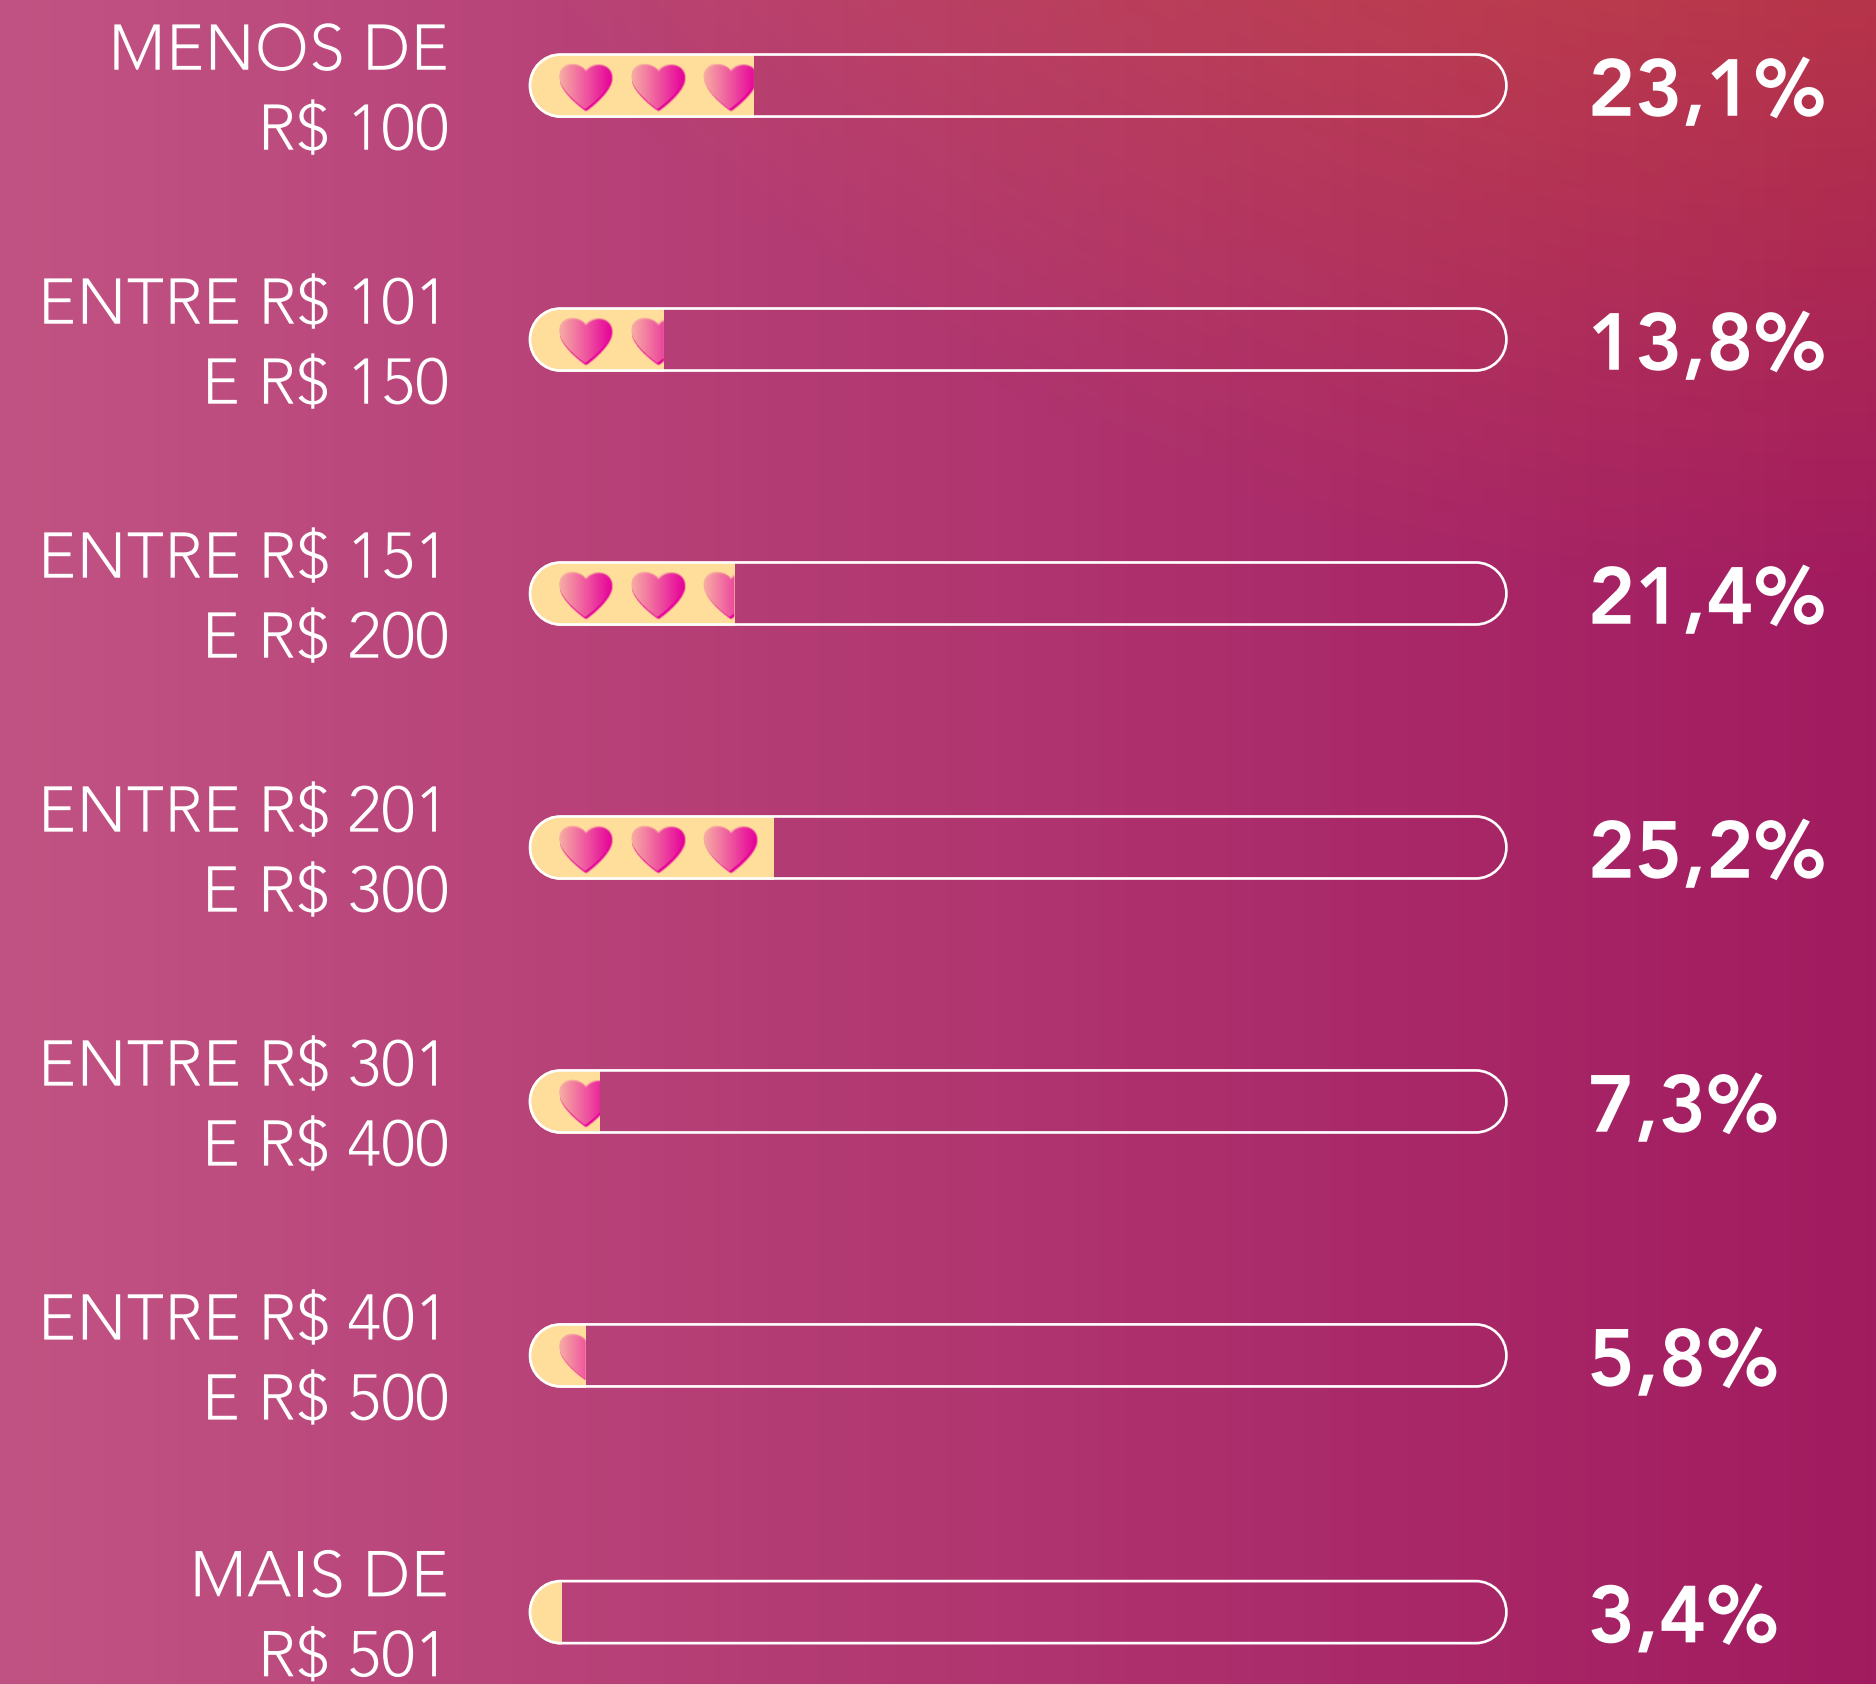 MENOS DE
R$ 100
23,1%
ENTRE R$ 101
E R$ 150
13,8%
ENTRE R$ 151
E R$ 200
21,4%
ENTRE R$ 201
E R$ 300
25,2%
ENTRE R$ 301
E R$ 400
7,3%
ENTRE R$ 401
E R$ 500
5,8%
MAIS DE
R$ 501
3,4%